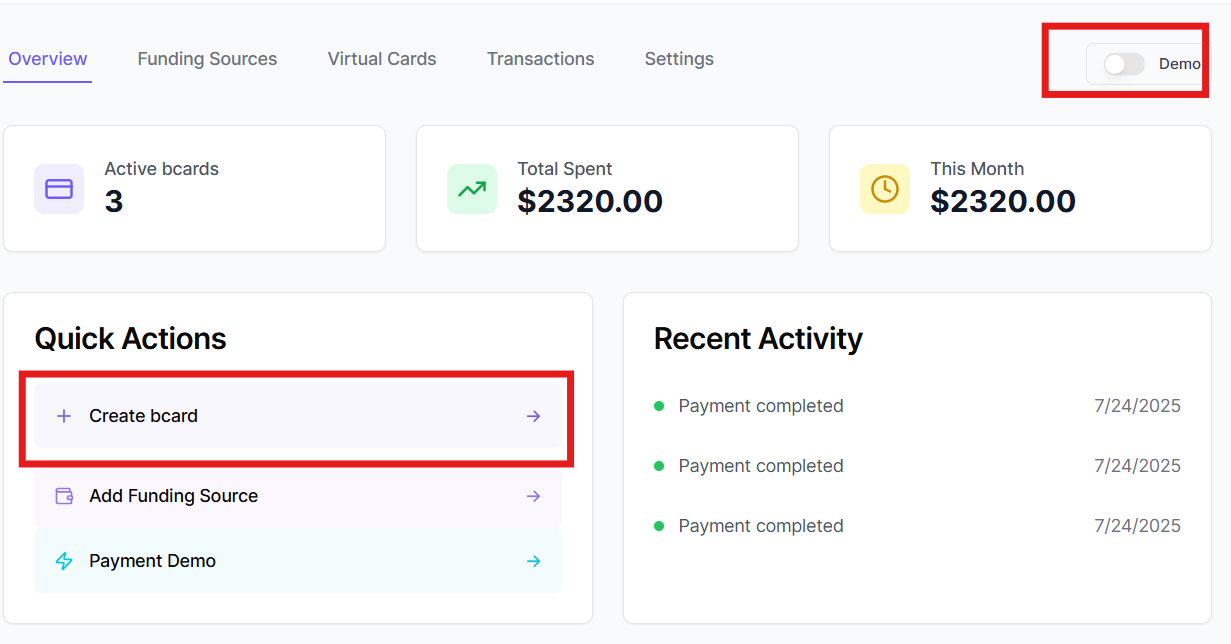 Overview Funding Sources Virtual Cards Transactions Settings Demo
Active bcards
3
Total Spent
$2320.00
This Month
$2320.00
Quick Actions
Create bcard
Add Funding Source
Payment Demo
Recent Activity
Payment completed 7/24/2025
Payment completed 7/24/2025
Payment completed 7/24/2025